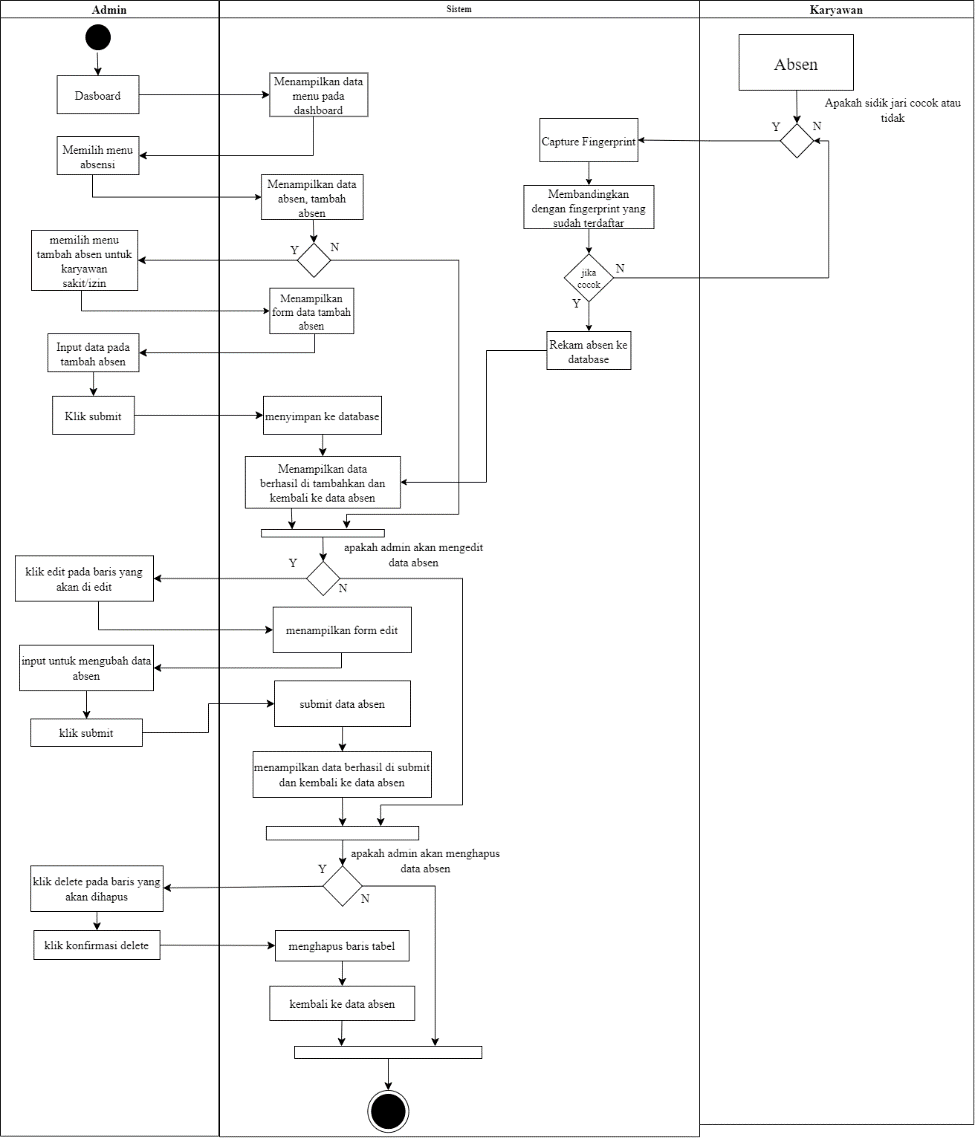 Admin
Sistem
Karyawan
Dasboard
Menampilkan data
menu pada
dashboard
Absen
Apakah sidik jari cocok atau
tidak
Y
N
Capture Fingerprint
Memilih menu
absensi
Menampilkan data
absen, tambah
absen
Membandingkan
dengan fingerprint yang
sudah terdaftar
memilih menu
tambah absen untuk
karyawan
sakit/izin
Y
N
jika
cocok
N
Y
Menampilkan
form data tambah
absen
Input data pada
tambah absen
Rekam absen ke
database
Klik submit
menyimpan ke database
Menampilkan data
berhasil di tambahkan dan
kembali ke data absen
apakah admin akan mengedit
data absen
Y
N
klik edit pada baris yang
akan di edit
menampilkan form edit
input untuk mengubah data
absen
submit data absen
klik submit
menampilkan data berhasil di submit
dan kembali ke data absen
apakah admin akan menghapus
data absen
Y
N
klik delete pada baris yang
akan dihapus
klik konfirmasi delete
menghapus baris tabel
kembali ke data absen